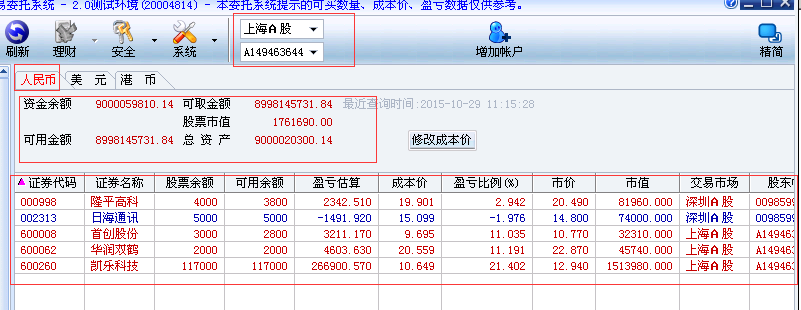 易委托系统 - 2.0测试环境(20004814) - 本委托系统提示的可买数量、成本价、盈亏数据仅供参考。
刷新 理财 安全 系统 上海A股 增加帐户 精简
A149463644
人民币 美 元 港 币
资金余额 9000059810.14 可取金额 8998145731.84 最近查询时间:2015-10-29 11:15:28
股票市值 1761690.00
可用金额 8998145731.84 总 资 产 9000020300.14 修改成本价
证券代码 证券名称 股票余额 可用余额 盈亏估算 成本价 盈亏比例(%) 市价 市值 交易市场 股东
000998 隆平高科 4000 3800 2342.510 19.901 2.942 20.490 81960.000 深圳A股 0098599
002313 日海通讯 5000 5000 -1491.920 15.099 -1.976 14.800 74000.000 深圳A股 0098599
600008 首创股份 3000 2800 3211.170 9.695 11.035 10.770 32310.000 上海A股 A149463
600062 华润双鹤 2000 2000 4603.630 20.559 11.191 22.870 45740.000 上海A股 A149463
600260 凯乐科技 117000 117000 266900.570 10.649 21.402 12.940 1513980.000 上海A股 A149463